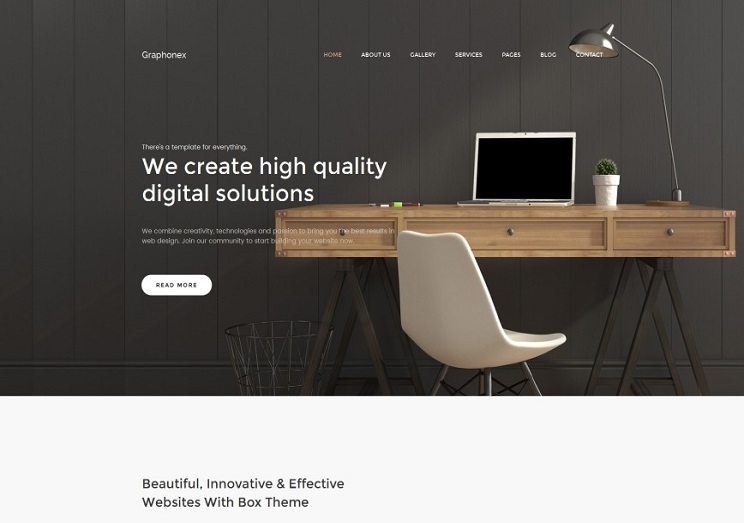 Graphonex
HOME ABOUT US GALLERY SERVICES PAGES BLOG CONTACT
There's a template for everything.
We create high quality
digital solutions
We combine creativity, technologies and passion to bring you the best results in
web design. Join our community to start building your website now.
READ MORE
Beautiful, Innovative & Effective
Websites With Box Theme